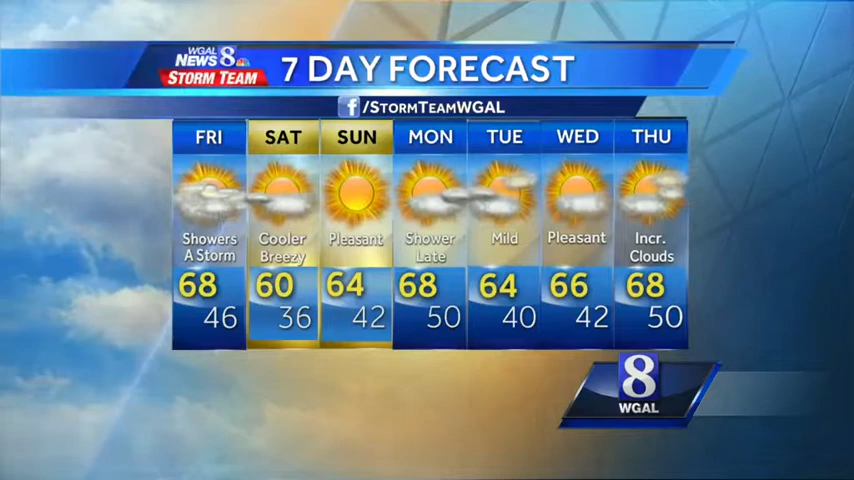 WGAL
NEWS 8
STORM TEAM
7 DAY FORECAST
f/STORMTEAMWGAL
FRI SAT SUN MON TUE WED THU
Showers A Storm
Cooler Breezy
Pleasant
Shower Late
Mild
Pleasant
Incr. Clouds
68 60 64 68 64 66 68
46 36 42 50 40 42 50
8
WGAL